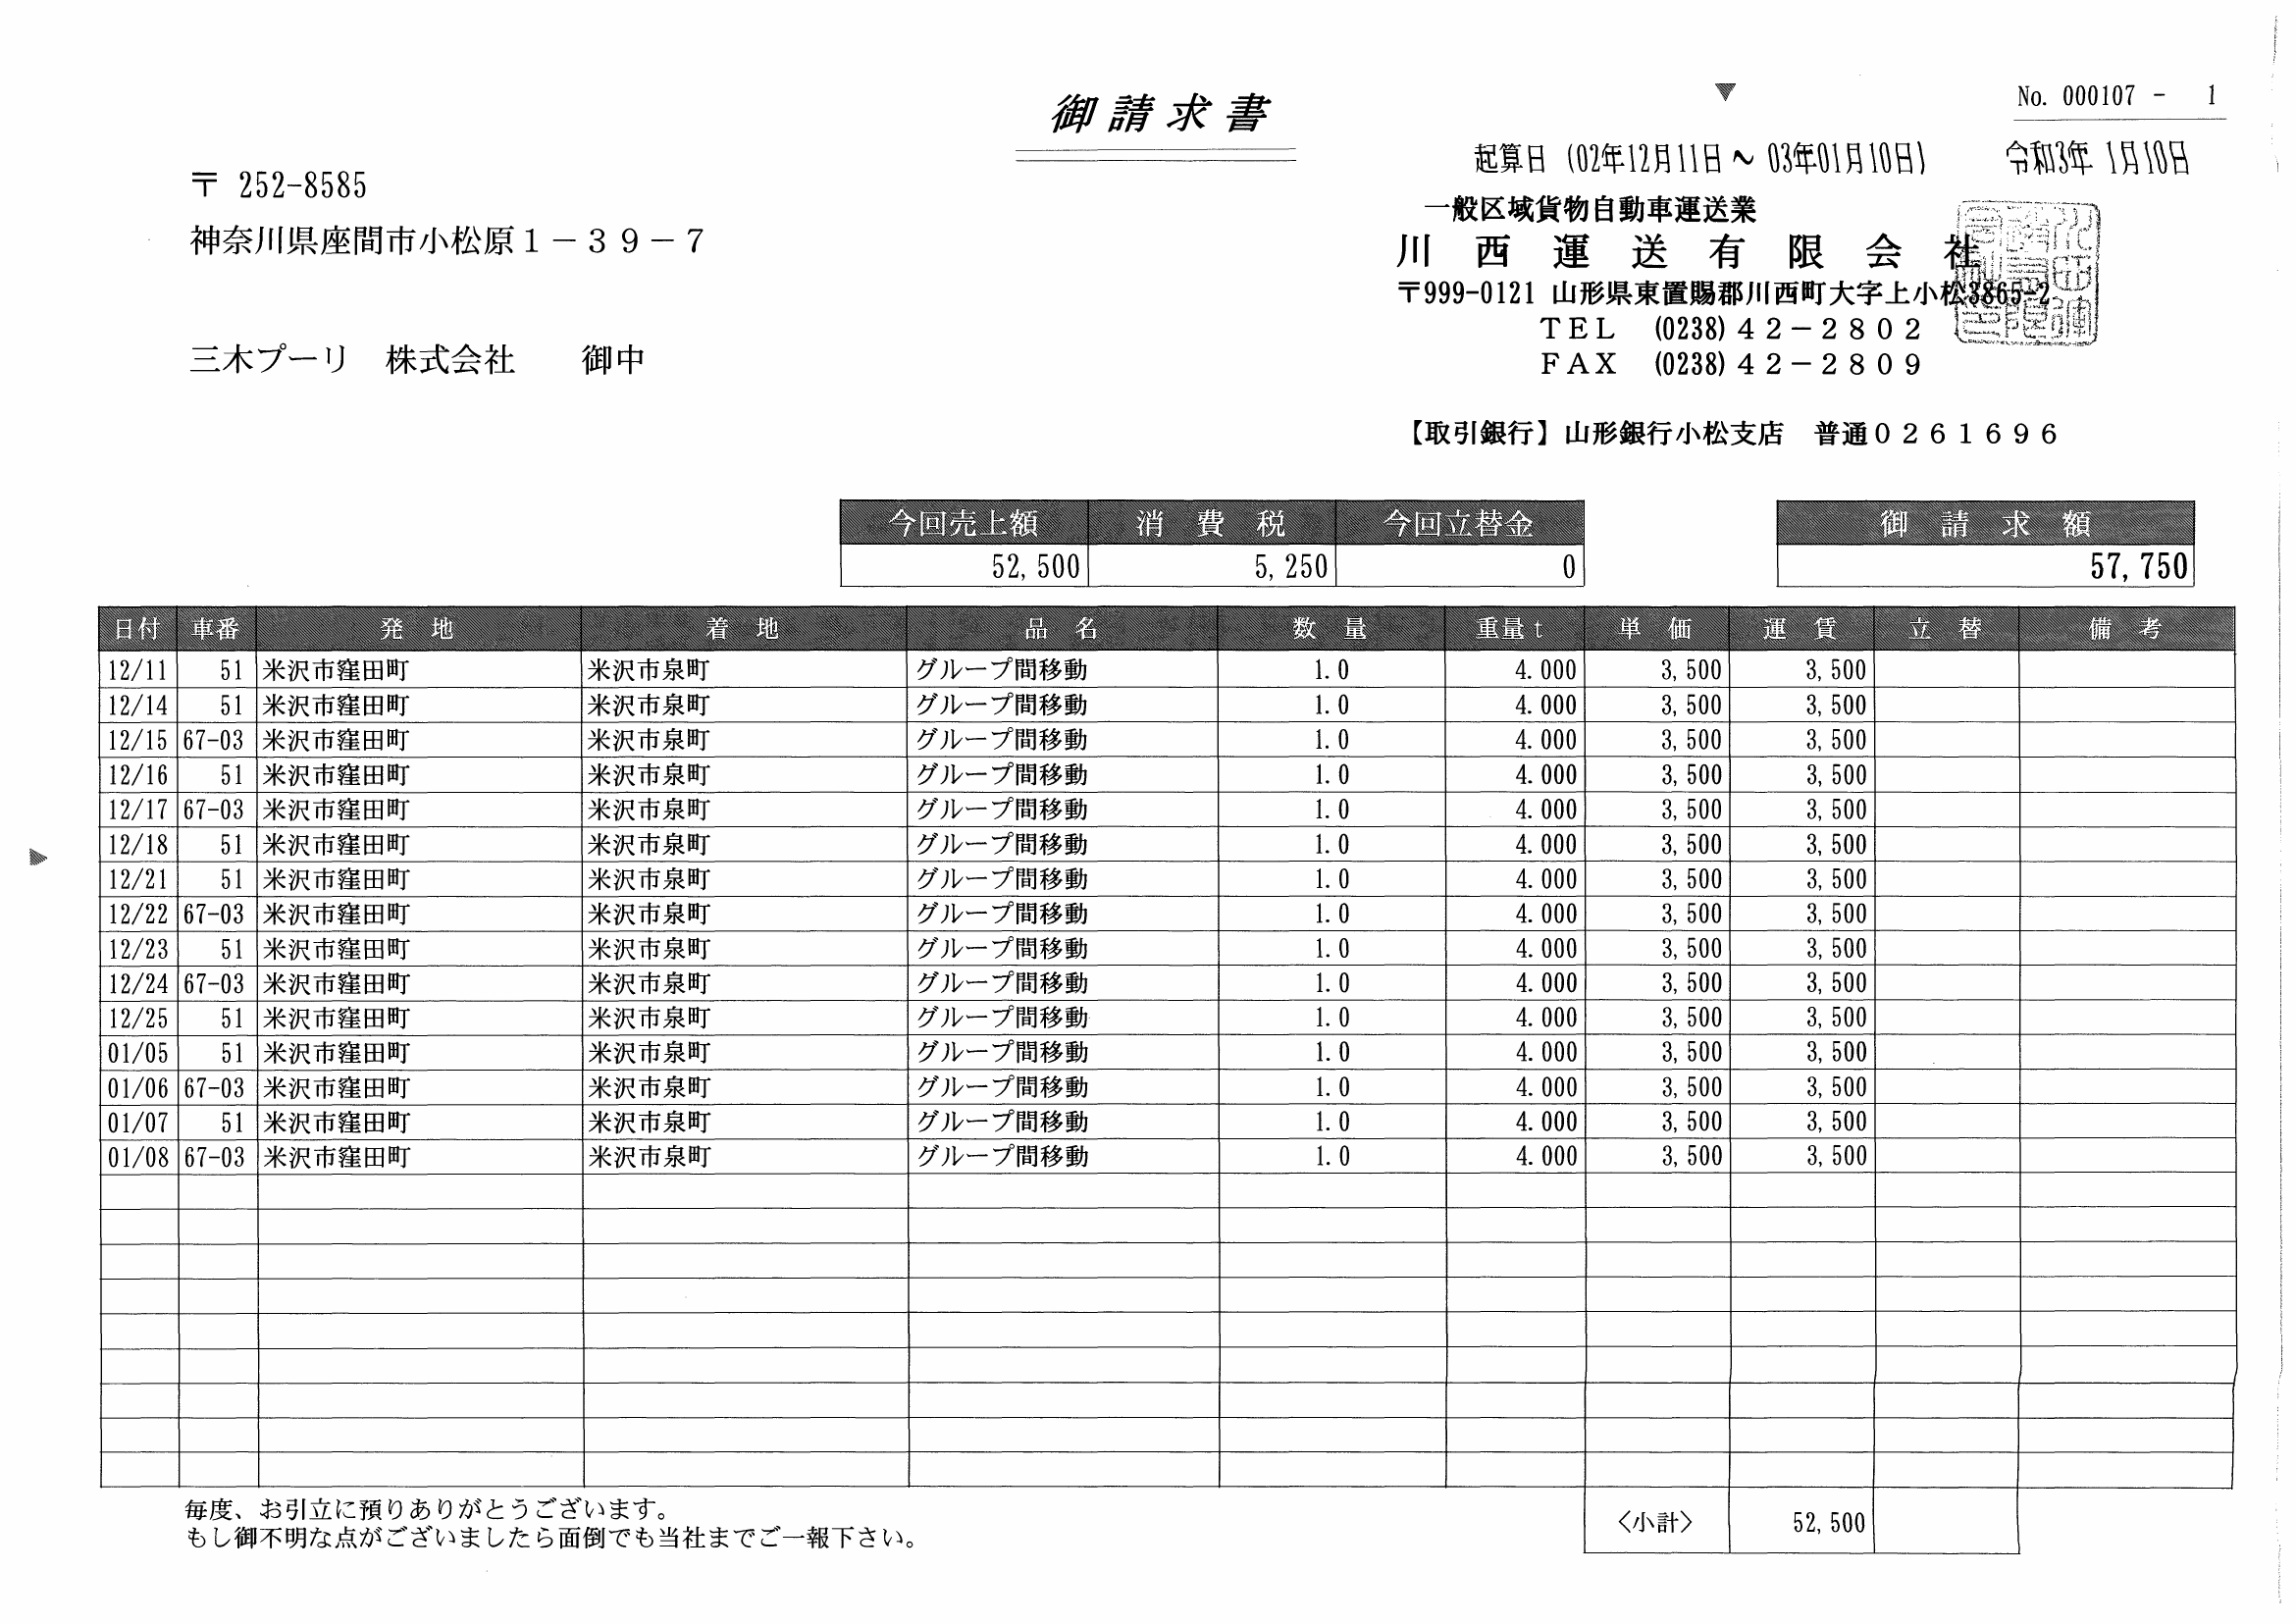 御請求書
No. 000107 - 1
起算日 (02年12月11日 ～ 03年01月10日) 令和3年 1月10日
〒 252-8585
神奈川県座間市小松原１－３９－７
三木プーリ 株式会社 御中
一般区域貨物自動車運送業
川西運送有限会社
〒999-0121 山形県東置賜郡川西町大字上小松3865-2
ＴＥＬ (0238)４２－２８０２
ＦＡＸ (0238)４２－２８０９
【取引銀行】山形銀行小松支店 普通０２６１６９６
今回売上額 消費税 今回立替金 御請求額
52,500 5,250 0 57,750
日付 車番 発地 着地 品名 数量 重量ｔ 単価 運賃 立替 備考
12/11 51 米沢市窪田町 米沢市泉町 グループ間移動 1.0 4.000 3,500 3,500
12/14 51 米沢市窪田町 米沢市泉町 グループ間移動 1.0 4.000 3,500 3,500
12/15 67-03 米沢市窪田町 米沢市泉町 グループ間移動 1.0 4.000 3,500 3,500
12/16 51 米沢市窪田町 米沢市泉町 グループ間移動 1.0 4.000 3,500 3,500
12/17 67-03 米沢市窪田町 米沢市泉町 グループ間移動 1.0 4.000 3,500 3,500
12/18 51 米沢市窪田町 米沢市泉町 グループ間移動 1.0 4.000 3,500 3,500
12/21 51 米沢市窪田町 米沢市泉町 グループ間移動 1.0 4.000 3,500 3,500
12/22 67-03 米沢市窪田町 米沢市泉町 グループ間移動 1.0 4.000 3,500 3,500
12/23 51 米沢市窪田町 米沢市泉町 グループ間移動 1.0 4.000 3,500 3,500
12/24 67-03 米沢市窪田町 米沢市泉町 グループ間移動 1.0 4.000 3,500 3,500
12/25 51 米沢市窪田町 米沢市泉町 グループ間移動 1.0 4.000 3,500 3,500
01/05 51 米沢市窪田町 米沢市泉町 グループ間移動 1.0 4.000 3,500 3,500
01/06 67-03 米沢市窪田町 米沢市泉町 グループ間移動 1.0 4.000 3,500 3,500
01/07 51 米沢市窪田町 米沢市泉町 グループ間移動 1.0 4.000 3,500 3,500
01/08 67-03 米沢市窪田町 米沢市泉町 グループ間移動 1.0 4.000 3,500 3,500
毎度、お引立に預りありがとうございます。
もし御不明な点がございましたら面倒でも当社までご一報下さい。
〈小計〉 52,500